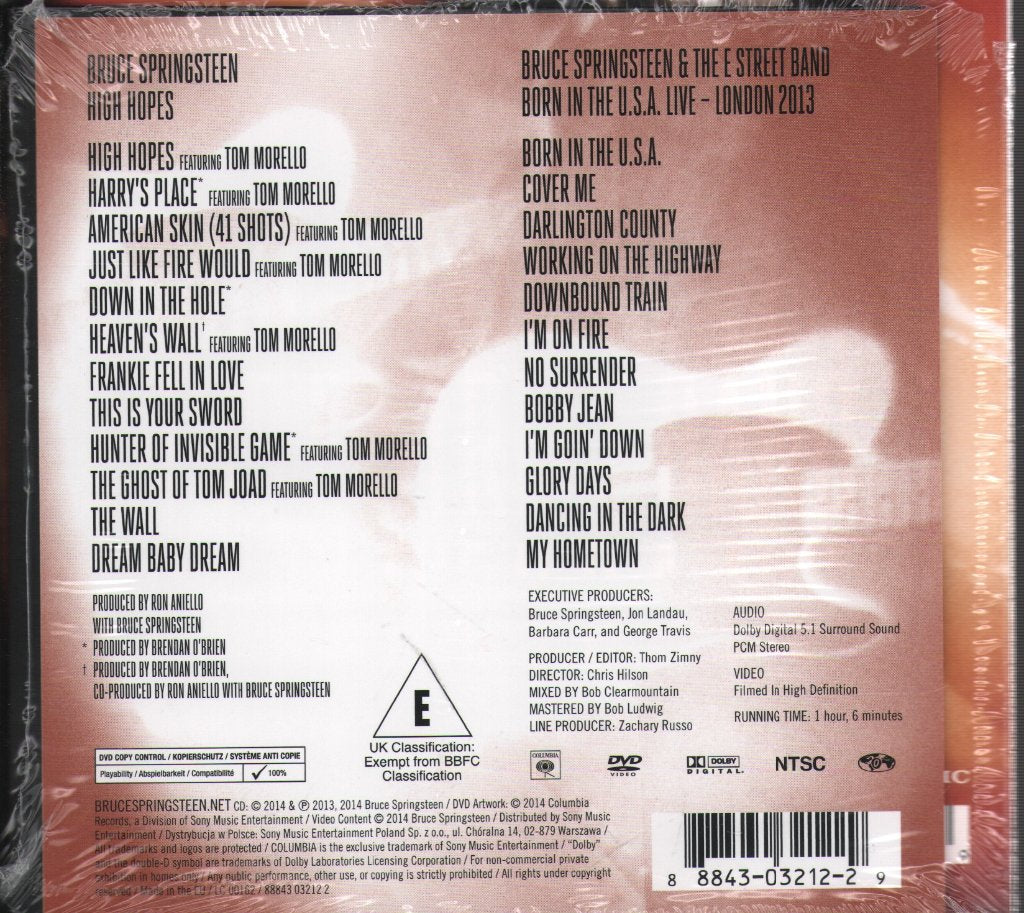 BRUCE SPRINGSTEEN
HIGH HOPES
HIGH HOPES FEATURING TOM MORELLO
HARRY'S PLACE* FEATURING TOM MORELLO
AMERICAN SKIN (41 SHOTS) FEATURING TOM MORELLO
JUST LIKE FIRE WOULD FEATURING TOM MORELLO
DOWN IN THE HOLE*
HEAVEN'S WALL† FEATURING TOM MORELLO
FRANKIE FELL IN LOVE
THIS IS YOUR SWORD
HUNTER OF INVISIBLE GAME* FEATURING TOM MORELLO
THE GHOST OF TOM JOAD FEATURING TOM MORELLO
THE WALL
DREAM BABY DREAM
PRODUCED BY RON ANIELLO
WITH BRUCE SPRINGSTEEN
* PRODUCED BY BRENDAN O'BRIEN
† PRODUCED BY BRENDAN O'BRIEN,
CO-PRODUCED BY RON ANIELLO WITH BRUCE SPRINGSTEEN
BRUCE SPRINGSTEEN & THE E STREET BAND
BORN IN THE U.S.A. LIVE – LONDON 2013
BORN IN THE U.S.A.
COVER ME
DARLINGTON COUNTY
WORKING ON THE HIGHWAY
DOWNBOUND TRAIN
I'M ON FIRE
NO SURRENDER
BOBBY JEAN
I'M GOIN' DOWN
GLORY DAYS
DANCING IN THE DARK
MY HOMETOWN
EXECUTIVE PRODUCERS:
Bruce Springsteen, Jon Landau,
Barbara Carr, and George Travis
PRODUCER / EDITOR: Thom Zimny
DIRECTOR: Chris Hilson
MIXED BY Bob Clearmountain
MASTERED BY Bob Ludwig
LINE PRODUCER: Zachary Russo
AUDIO
Dolby Digital 5.1 Surround Sound
PCM Stereo
VIDEO
Filmed In High Definition
RUNNING TIME: 1 hour, 6 minutes
E
UK Classification:
Exempt from BBFC
Classification
DVD COPY CONTROL / KOPIERSCHUTZ / SYSTÈME ANTI COPIE
Playability / Abspielbarkeit / Compatibilité ✓ 100%
COLUMBIA
DVD VIDEO
DOLBY DIGITAL
NTSC
BRUCESPRINGSTEEN.NET CD: © 2014 & ℗ 2013, 2014 Bruce Springsteen / DVD Artwork: © 2014 Columbia
Records, a Division of Sony Music Entertainment / Video Content © 2014 Bruce Springsteen / Distributed by Sony Music
Entertainment / Dystrybucja w Polsce: Sony Music Entertainment Poland Sp. z o.o., ul. Chóralna 14, 02-879 Warszawa /
All trademarks and logos are protected / COLUMBIA is the exclusive trademark of Sony Music Entertainment / "Dolby"
and the double-D symbol are trademarks of Dolby Laboratories Licensing Corporation / For non-commercial private
exhibition in homes only / Any public performance, other use, or copying is strictly prohibited / All rights under copyright
reserved / Made in the EU / LC 00162 / 88843 03212 2
8 8843-03212-2 9